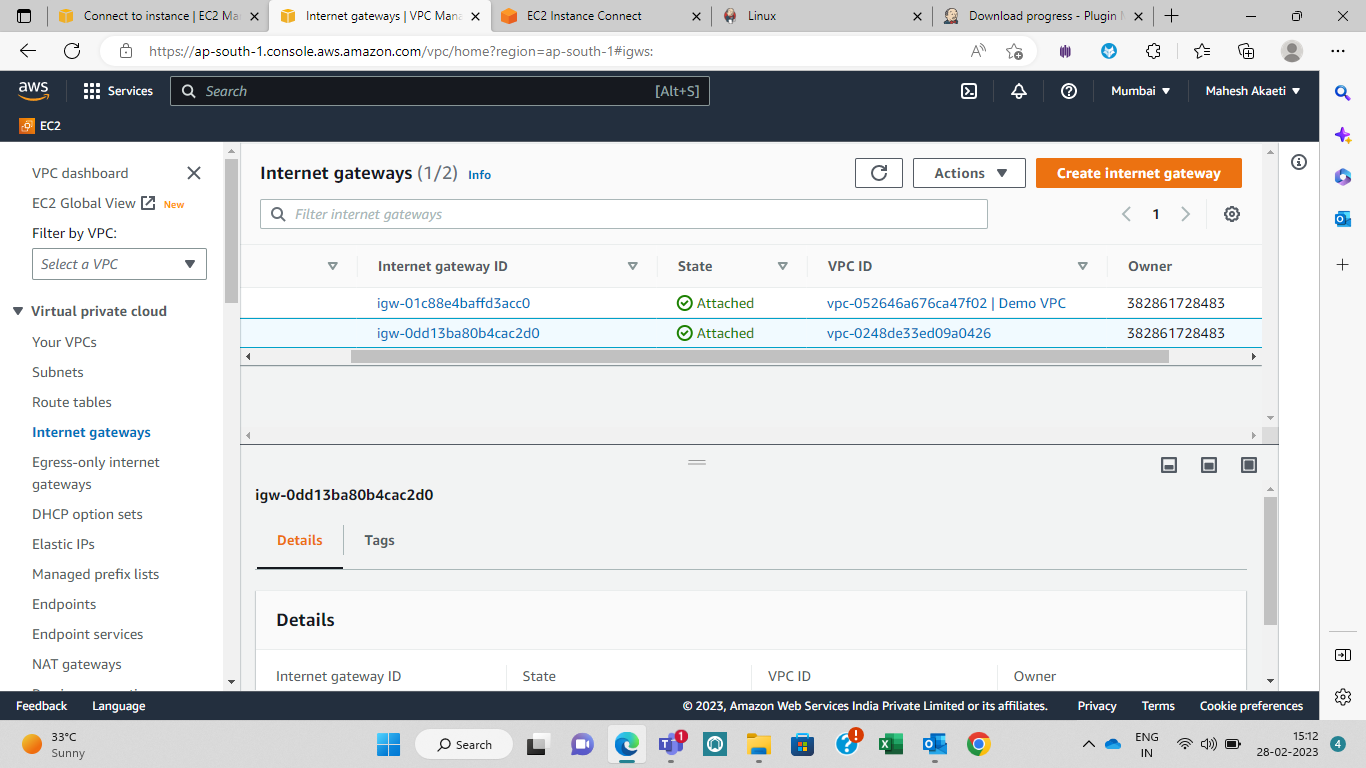 Connect to instance | EC2 Ma
Internet gateways | VPC Mana
EC2 Instance Connect
Linux
Download progress - Plugin
https://ap-south-1.console.aws.amazon.com/vpc/home?region=ap-south-1#igws:
aws
Services
Search
[Alt+S]
Mumbai
Mahesh Akaeti
EC2
VPC dashboard
EC2 Global View
New
Filter by VPC:
Select a VPC
Virtual private cloud
Your VPCs
Subnets
Route tables
Internet gateways
Egress-only internet
gateways
DHCP option sets
Elastic IPs
Managed prefix lists
Endpoints
Endpoint services
NAT gateways
Internet gateways (1/2) Info
Actions
Create internet gateway
Filter internet gateways
1
Internet gateway ID
State
VPC ID
Owner
igw-01c88e4baffd3acc0
Attached
vpc-052646a676ca47f02 | Demo VPC
382861728483
igw-0dd13ba80b4cac2d0
Attached
vpc-0248de33ed09a0426
382861728483
igw-0dd13ba80b4cac2d0
Details
Tags
Details
Internet gateway ID
State
VPC ID
Owner
Feedback
Language
© 2023, Amazon Web Services India Private Limited or its affiliates.
Privacy
Terms
Cookie preferences
33°C
Sunny
Search
1
ENG
IN
15:12
28-02-2023
4